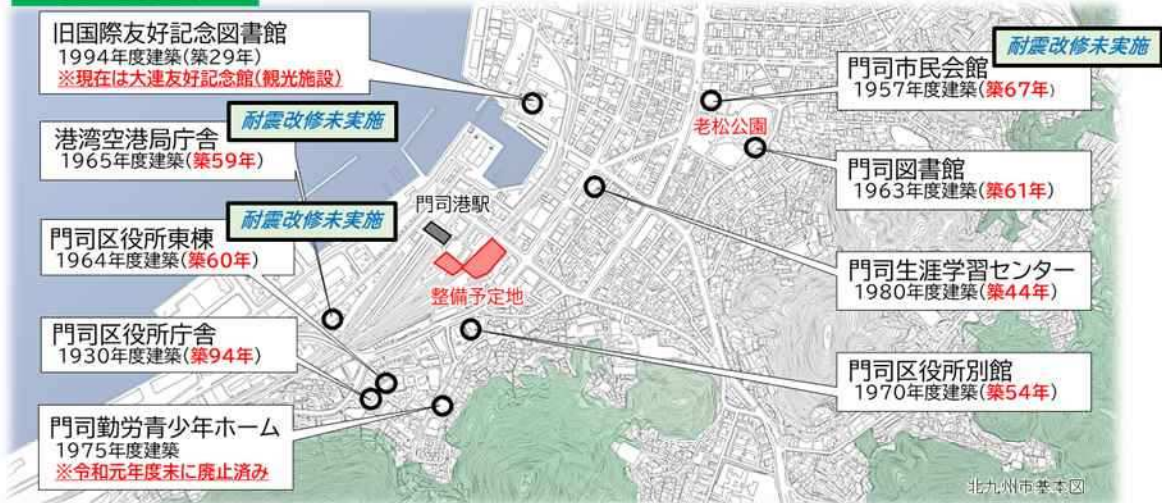 旧国際友好記念図書館
1994年度建築(築29年)
※現在は大連友好記念館(観光施設)
耐震改修未実施
港湾空港局庁舎
1965年度建築(築59年)
耐震改修未実施
門司区役所東棟
1964年度建築(築60年)
門司区役所庁舎
1930年度建築(築94年)
門司勤労青少年ホーム
1975年度建築
※令和元年度末に廃止済み
門司港駅
整備予定地
老松公園
耐震改修未実施
門司市民会館
1957年度建築(築67年)
門司図書館
1963年度建築(築61年)
門司生涯学習センター
1980年度建築(築44年)
門司区役所別館
1970年度建築(築54年)
北九州市基本図